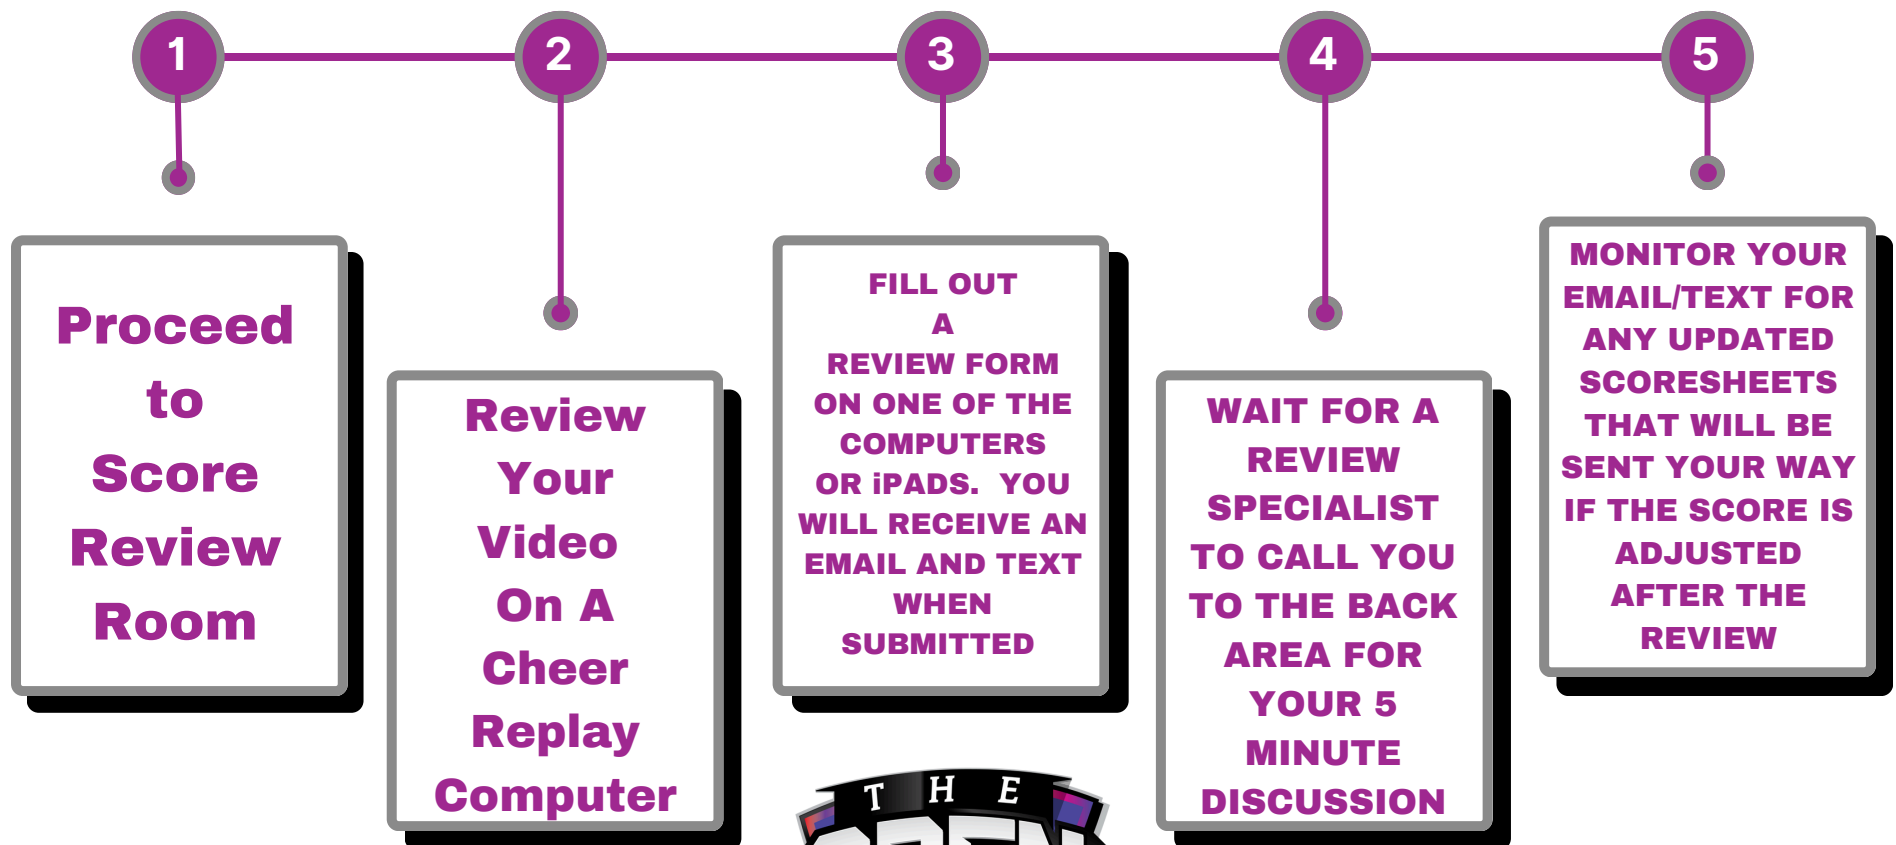 1
2
3
4
5
Proceed
to
Score
Review
Room
Review
Your
Video
On A
Cheer
Replay
Computer
FILL OUT
A
REVIEW FORM
ON ONE OF THE
COMPUTERS
OR iPADS.  YOU
WILL RECEIVE AN
EMAIL AND TEXT
WHEN
SUBMITTED
WAIT FOR A
REVIEW
SPECIALIST
TO CALL YOU
TO THE BACK
AREA FOR
YOUR 5
MINUTE
DISCUSSION
MONITOR YOUR
EMAIL/TEXT FOR
ANY UPDATED
SCORESHEETS
THAT WILL BE
SENT YOUR WAY
IF THE SCORE IS
ADJUSTED
AFTER THE
REVIEW
THE